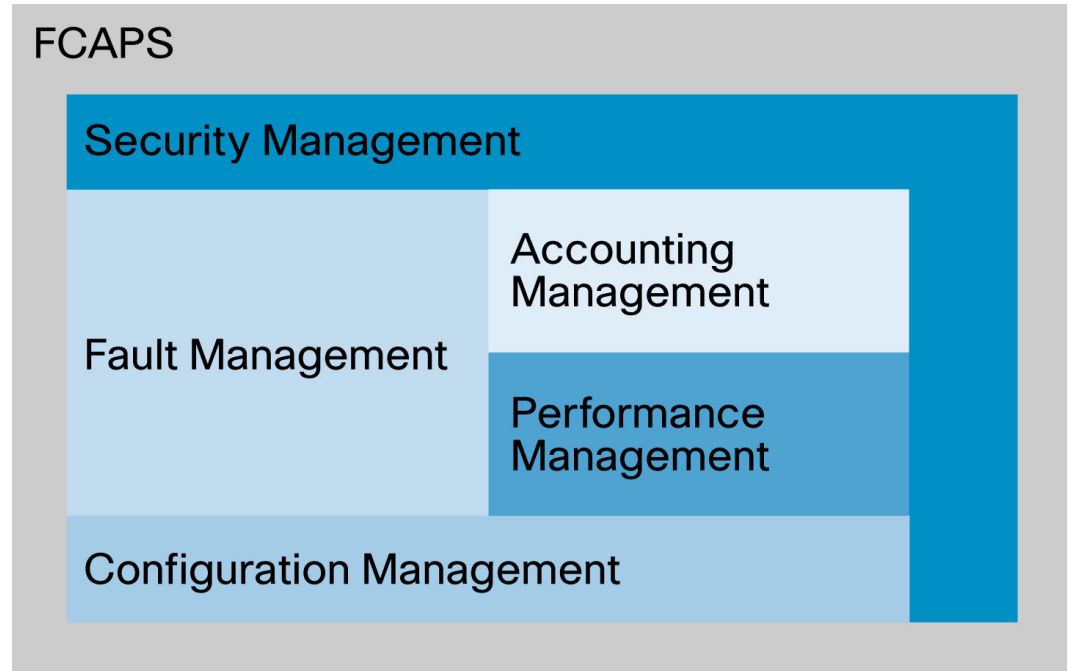 FCAPS
Security Management
Accounting
Management
Fault Management
Performance
Management
Configuration Management